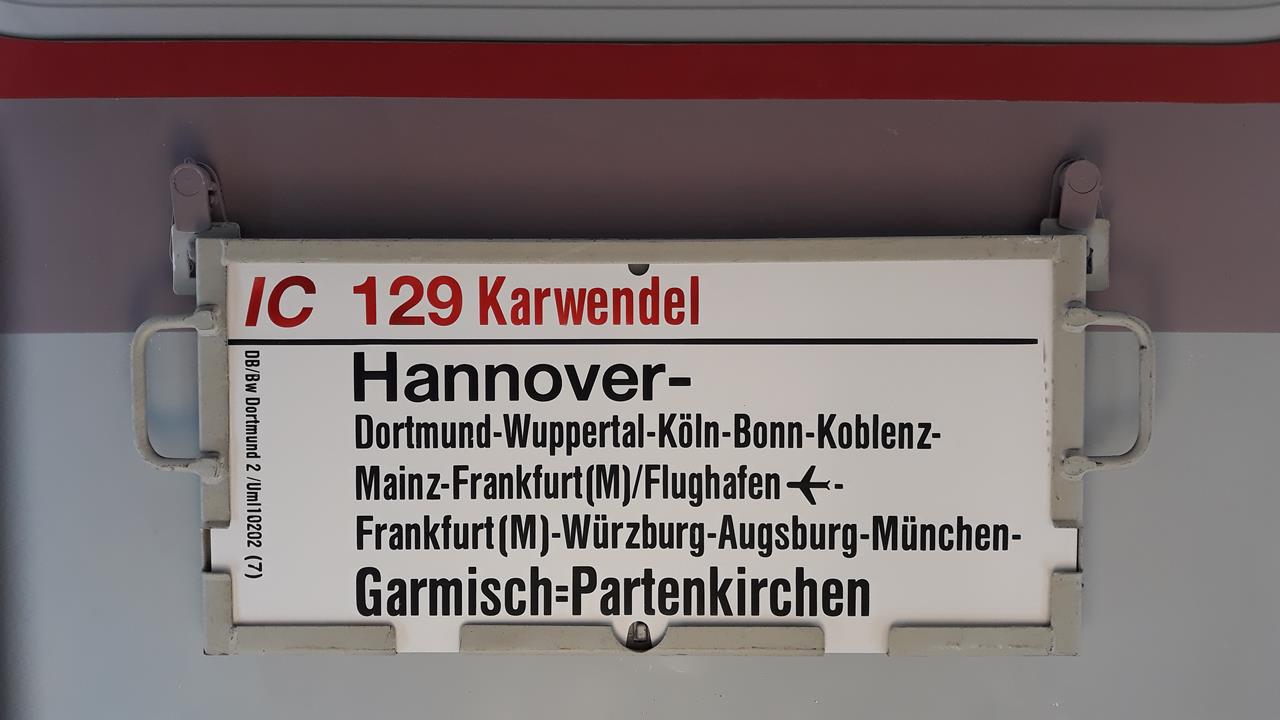 IC 129 Karwendel
Hannover-
Dortmund-Wuppertal-Köln-Bonn-Koblenz-
Mainz-Frankfurt(M)/Flughafen ✈-
Frankfurt(M)-Würzburg-Augsburg-München-
Garmisch=Partenkirchen
DB/Bw Dortmund 2 /Uml10202 (7)